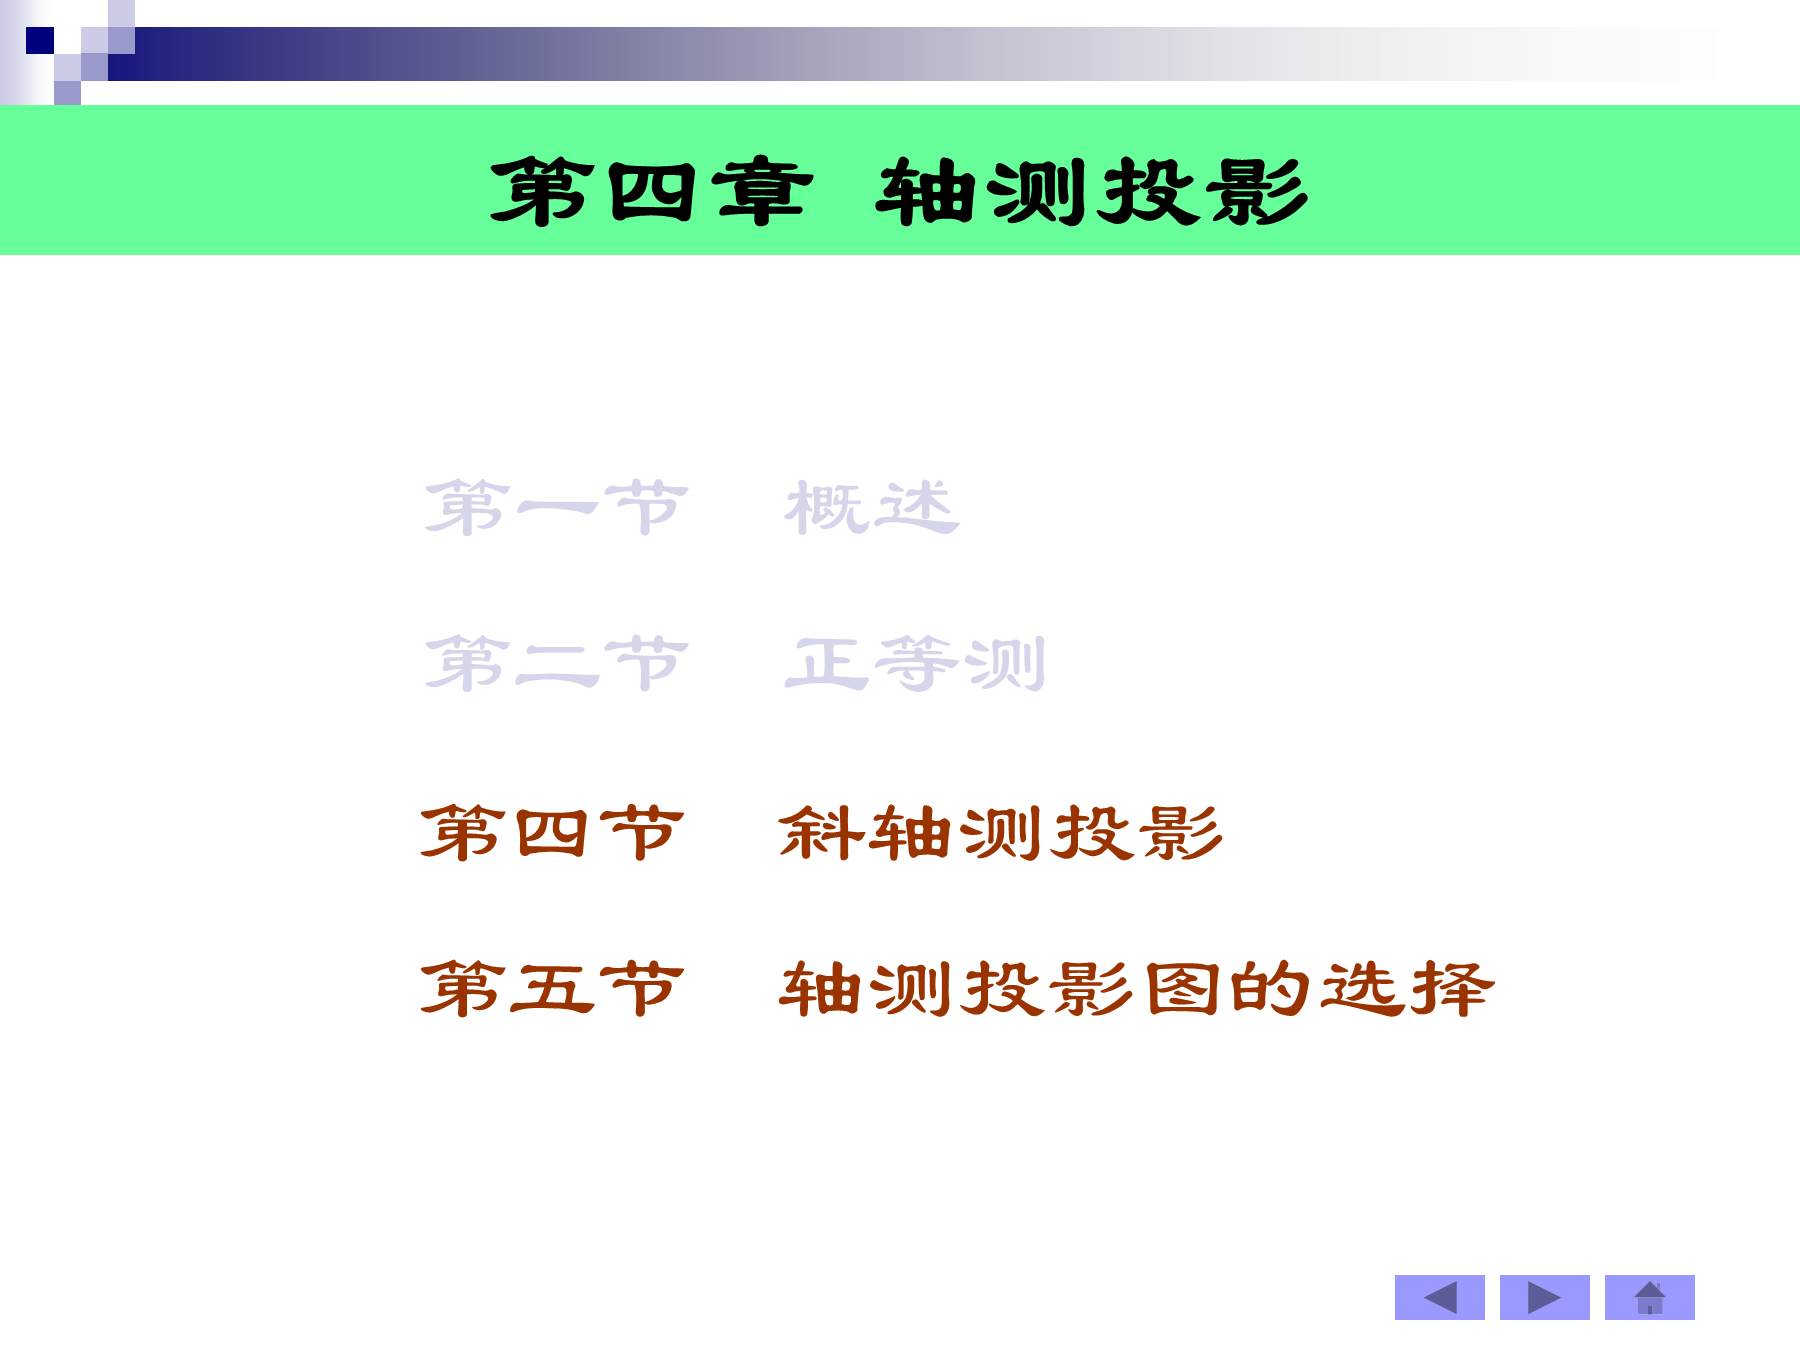 第四章 轴测投影
第一节 概述
第二节 正等测
第四节 斜轴测投影
第五节 轴测投影图的选择